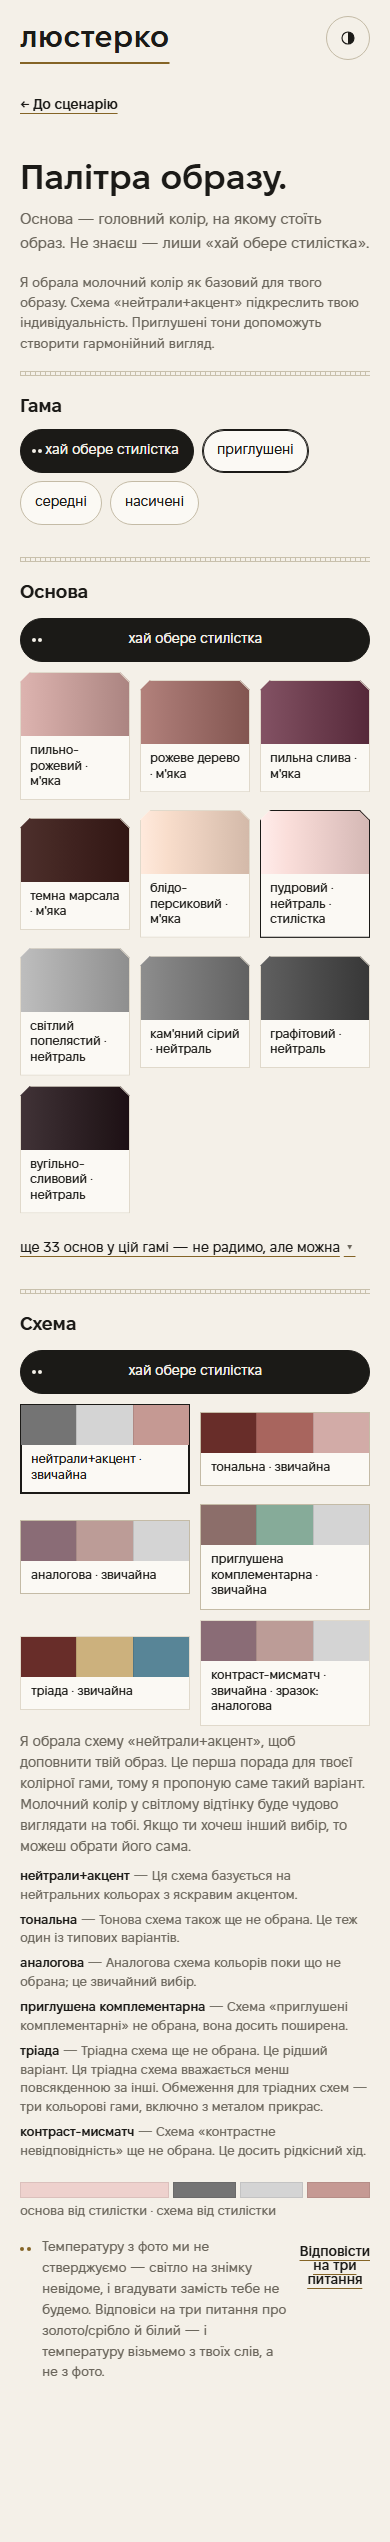 люстерко
← До сценарію
Палітра образу.
Основа — головний колір, на якому стоїть
образ. Не знаєш — лиши «хай обере стилістка».
Я обрала молочний колір як базовий для твого
образу. Схема «нейтрали+акцент» підкреслить твою
індивідуальність. Приглушені тони допоможуть
створити гармонійний вигляд.
Гама
хай обере стилістка
приглушені
середні
насичені
Основа
хай обере стилістка
пильно-
рожевий ·
м'яка
рожеве дерево
· м'яка
пильна слива ·
м'яка
темна марсала
· м'яка
блідо-
персиковий ·
м'яка
пудровий ·
нейтраль ·
стилістка
світлий
попелястий ·
нейтраль
кам'яний сірий
· нейтраль
графітовий ·
нейтраль
вугільно-
сливовий ·
нейтраль
ще 33 основ у цій гамі — не радимо, але можна ▾
Схема
хай обере стилістка
нейтрали+акцент ·
звичайна
тональна · звичайна
аналогова · звичайна
приглушена
комплементарна ·
звичайна
тріада · звичайна
контраст-мисматч ·
звичайна · зразок:
аналогова
Я обрала схему «нейтрали+акцент», щоб
доповнити твій образ. Це перша порада для твоєї
колірної гами, тому я пропоную саме такий варіант.
Молочний колір у світлому відтінку буде чудово
виглядати на тобі. Якщо ти хочеш інший вибір, то
можеш обрати його сама.
нейтрали+акцент — Ця схема базується на
нейтральних кольорах з яскравим акцентом.
тональна — Тонова схема також ще не обрана. Це теж
один із типових варіантів.
аналогова — Аналогова схема кольорів поки що не
обрана; це звичайний вибір.
приглушена комплементарна — Схема «приглушені
комплементарні» не обрана, вона досить поширена.
тріада — Тріадна схема ще не обрана. Це рідший
варіант. Ця тріадна схема вважається менш
повсякденною за інші. Обмеження для тріадних схем —
три кольорові гами, включно з металом прикрас.
контраст-мисматч — Схема «контрастне
невідповідність» ще не обрана. Це досить рідкісний хід.
основа від стилістки · схема від стилістки
Температуру з фото ми не
стверджуємо — світло на знімку
невідоме, і вгадувати замість тебе не
будемо. Відповіси на три питання про
золото/срібло й білий — і
температуру візьмемо з твоїх слів, а
не з фото.
Відповісти
на три
питання